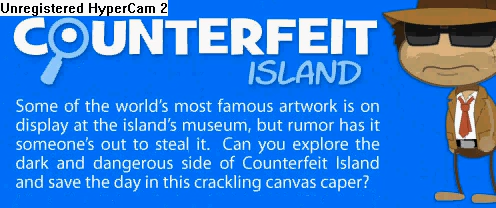 Unregistered HyperCam 2
COUNTERFEIT
ISLAND
Some of the world's most famous artwork is on
display at the island's museum, but rumor has it
someone's out to steal it. Can you explore the
dark and dangerous side of Counterfeit Island
and save the day in this crackling canvas caper?